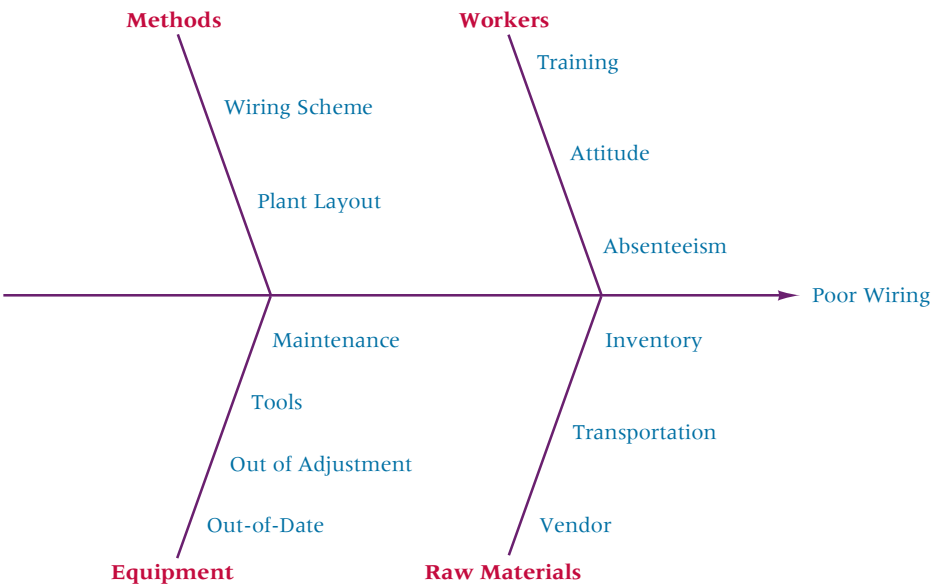 Methods
Workers
Training
Wiring Scheme
Attitude
Plant Layout
Absenteeism
Poor Wiring
Maintenance
Inventory
Tools
Transportation
Out of Adjustment
Out-of-Date
Vendor
Equipment
Raw Materials